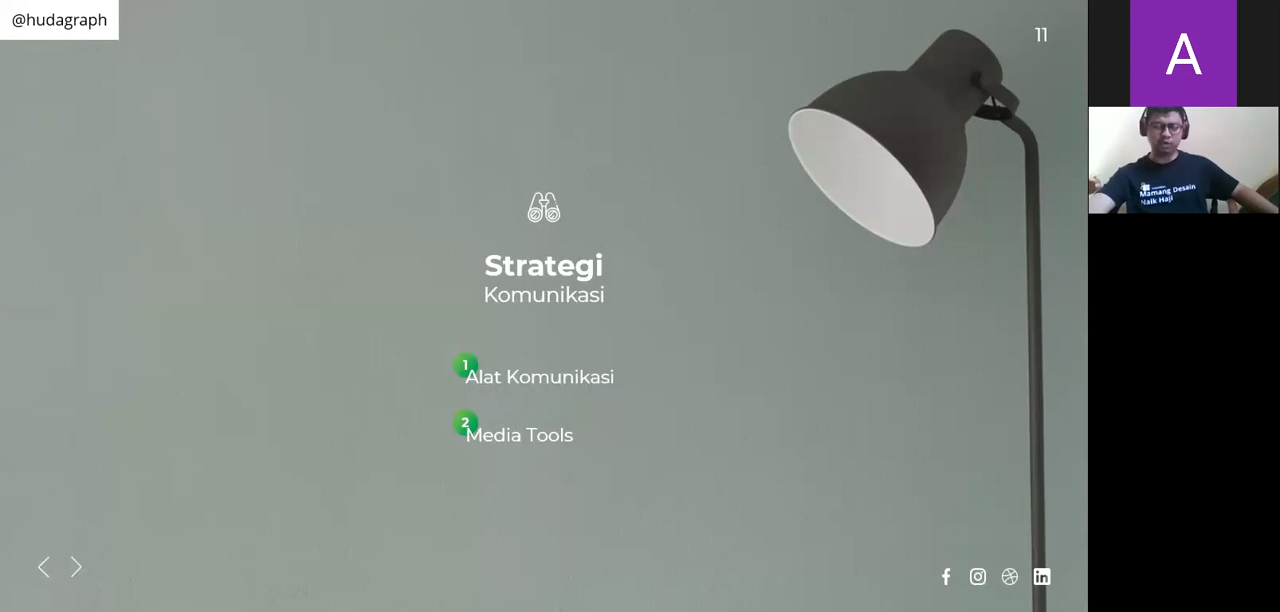 @hudagraph
11
A
Mamang Desain
Naik Haji
Strategi
Komunikasi
1
Alat Komunikasi
2
Media Tools